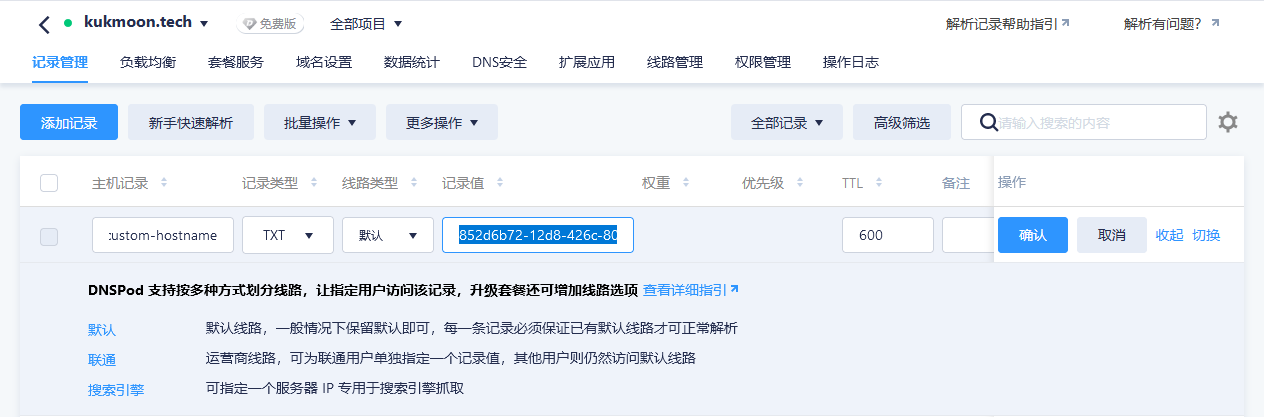 kukmoon.tech 免费版 全部项目 解析记录帮助指引 解析有问题?
记录管理 负载均衡 套餐服务 域名设置 数据统计 DNS安全 扩展应用 线路管理 权限管理 操作日志
添加记录 新手快速解析 批量操作 更多操作 全部记录 高级筛选 请输入搜索的内容
主机记录 记录类型 线路类型 记录值 权重 优先级 TTL 备注 操作
custom-hostname TXT 默认 852d6b72-12d8-426c-80 600 确认 取消 收起 切换
DNSPod 支持按多种方式划分线路，让指定用户访问该记录，升级套餐还可增加线路选项 查看详细指引
默认 默认线路，一般情况下保留默认即可，每一条记录必须保证已有默认线路才可正常解析
联通 运营商线路，可为联通用户单独指定一个记录值，其他用户则仍然访问默认线路
搜索引擎 可指定一个服务器 IP 专用于搜索引擎抓取